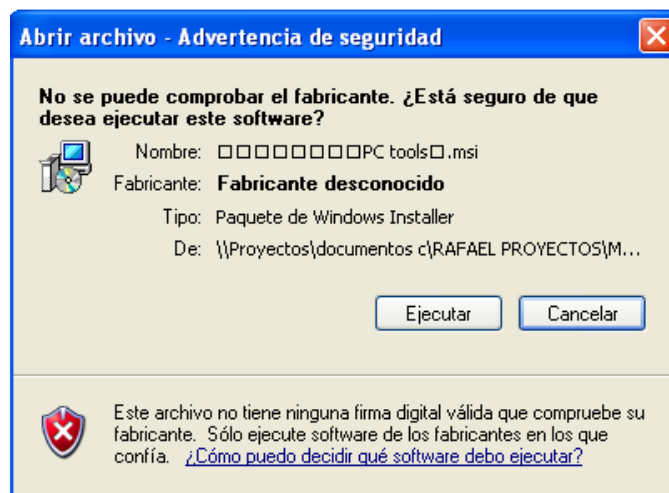 Abrir archivo - Advertencia de seguridad
No se puede comprobar el fabricante. ¿Está seguro de que
desea ejecutar este software?
Nombre: □□□□□□□□PC tools□.msi
Fabricante: Fabricante desconocido
Tipo: Paquete de Windows Installer
De: \\Proyectos\documentos c\RAFAEL PROYECTOS\M...
Ejecutar Cancelar
Este archivo no tiene ninguna firma digital válida que compruebe su
fabricante. Sólo ejecute software de los fabricantes en los que
confía. ¿Cómo puedo decidir qué software debo ejecutar?